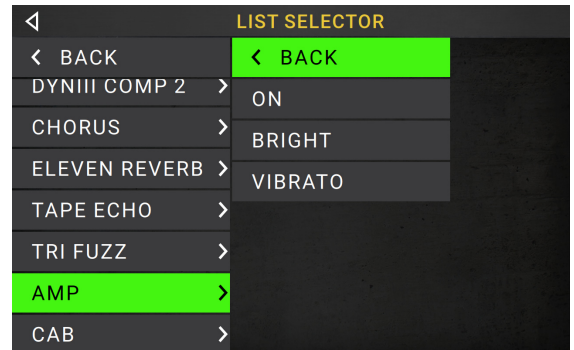 LIST SELECTOR
BACK
DYNIII COMP 2
CHORUS
ELEVEN REVERB
TAPE ECHO
TRI FUZZ
AMP
CAB
BACK
ON
BRIGHT
VIBRATO